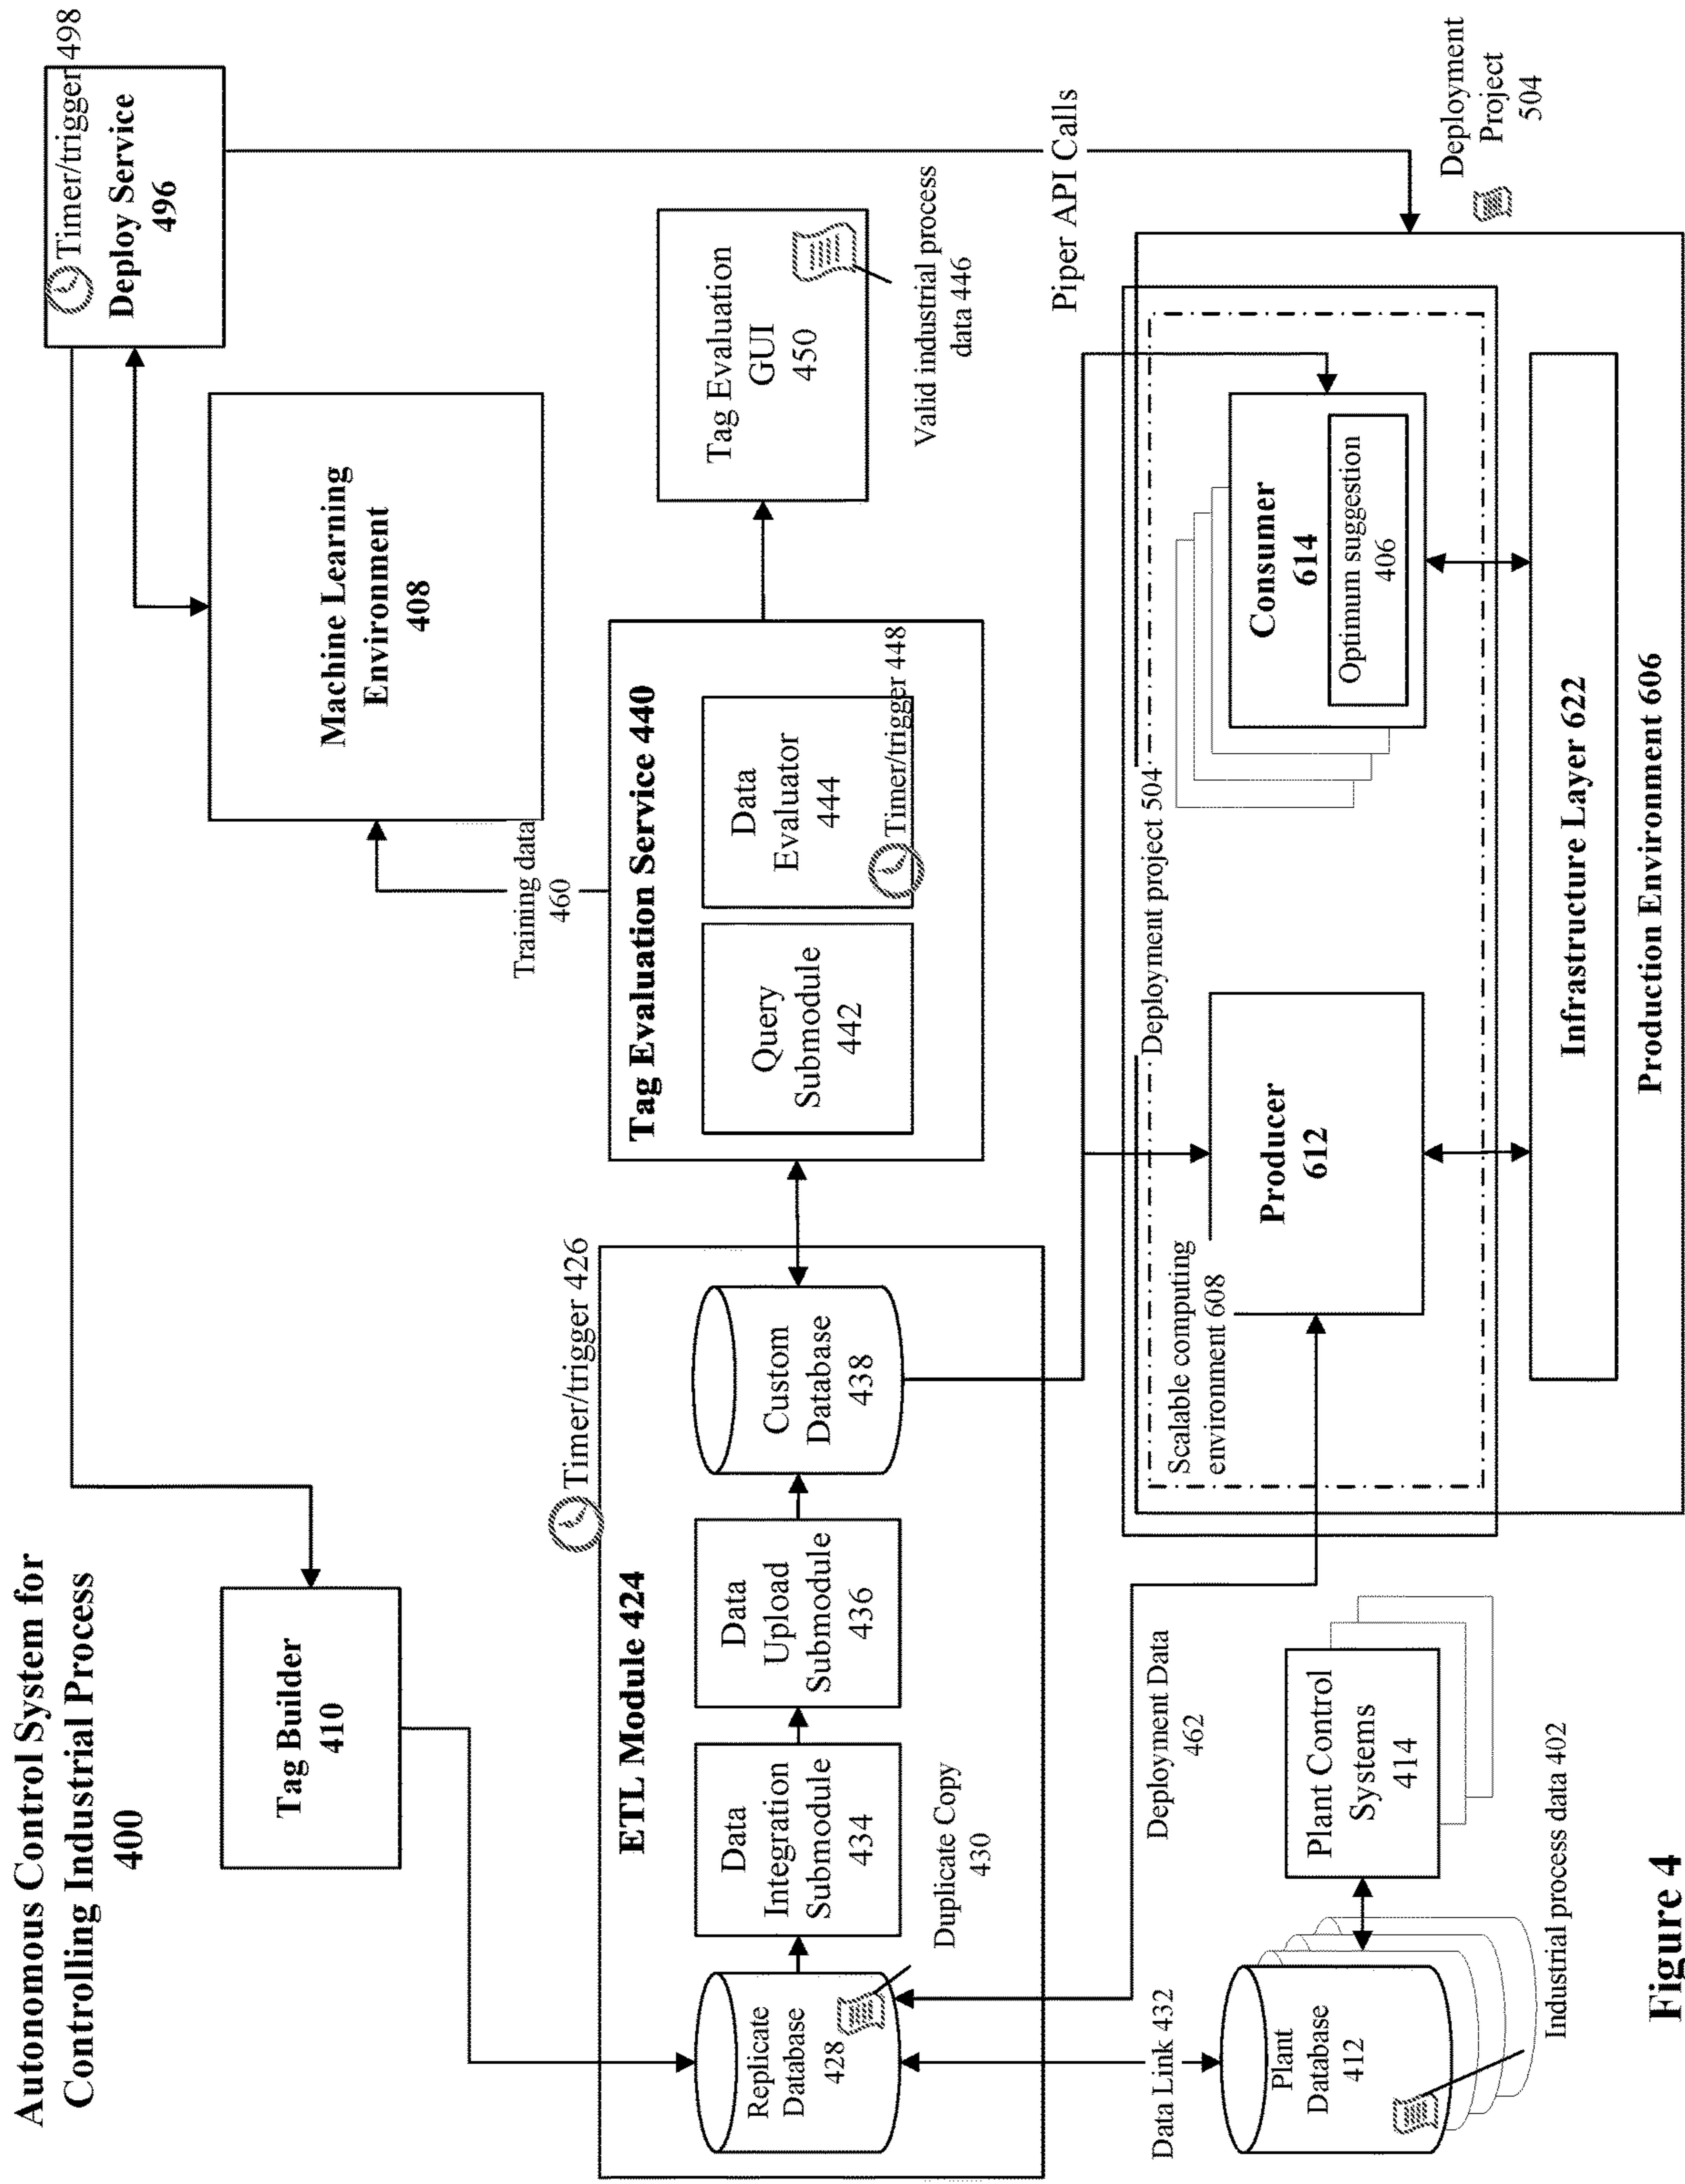 Autonomous Control System for
Controlling Industrial Process
400
Timer/trigger 498
Deploy Service
496
Tag Builder
410
Machine Learning
Environment
408
Training data
460
Timer/trigger 426
ETL Module 424
Replicate
Database
428
Duplicate Copy
430
Data
Integration
Submodule
434
Data
Upload
Submodule
436
Custom
Database
438
Tag Evaluation Service 440
Query
Submodule
442
Data
Evaluator
444
Timer/trigger 448
Tag Evaluation
GUI
450
Valid industrial process
data 446
Piper API Calls
Data Link 432
Deployment Data
462
Plant
Database
412
Plant Control
Systems
414
Industrial process data 402
Deployment project 504
Scalable computing
environment 608
Producer
612
Consumer
614
Optimum suggestion
406
Deployment
Project
504
Infrastructure Layer 622
Production Environment 606
Figure 4